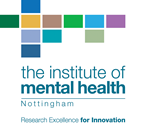 the institute of
mental health
Nottingham
Research Excellence for Innovation